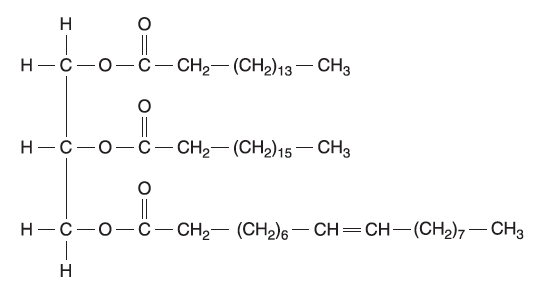 H O
H—C—O—C—CH₂—(CH₂)₁₃—CH₃
O
H—C—O—C—CH₂—(CH₂)₁₅—CH₃
O
H—C—O—C—CH₂—(CH₂)₆—CH=CH—(CH₂)₇—CH₃
H